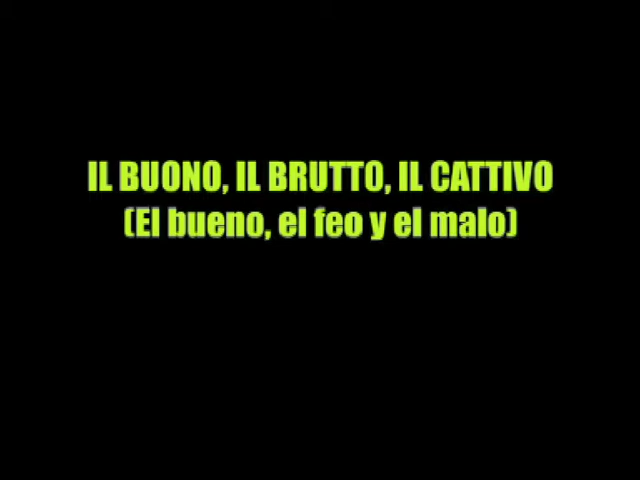 IL BUONO, IL BRUTTO, IL CATTIVO
(El bueno, el feo y el malo)